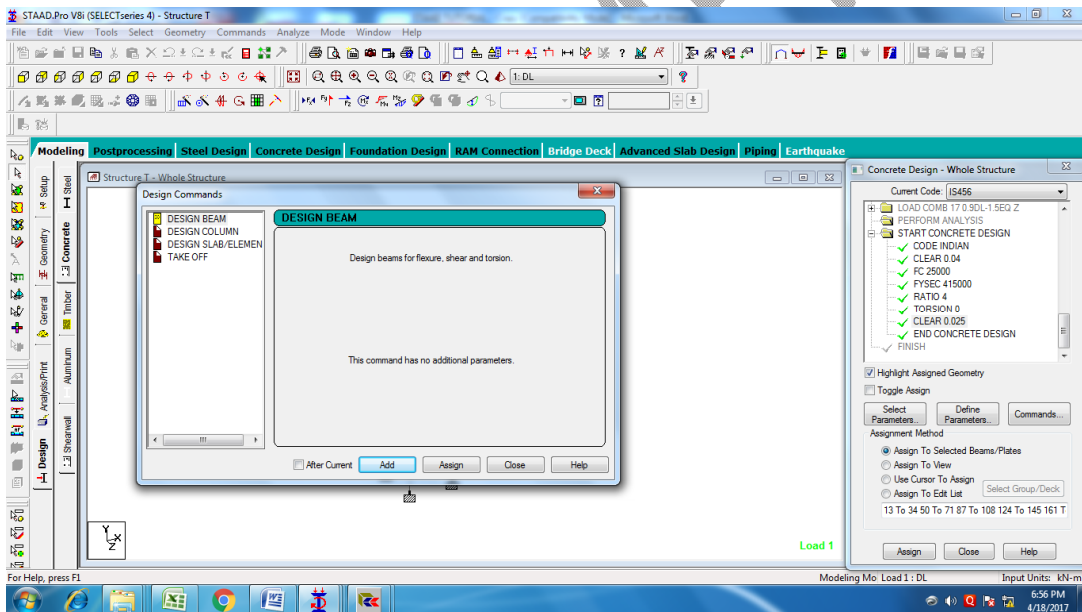 STAAD.Pro V8i (SELECTseries 4) - Structure T
File Edit View Tools Select Geometry Commands Analyze Mode Window Help
1: DL
Modeling Postprocessing Steel Design Concrete Design Foundation Design RAM Connection Bridge Deck Advanced Slab Design Piping Earthquake
Setup
Geometry
General
Analysis/Print
Design
Steel
Concrete
Timber
Aluminum
Shearwall
Structure T - Whole Structure
Design Commands
DESIGN BEAM
DESIGN COLUMN
DESIGN SLAB/ELEMEN
TAKE OFF
DESIGN BEAM
Design beams for flexure, shear and torsion.
This command has no additional parameters.
After Current Add Assign Close Help
Y
X
Z
Load 1
Concrete Design - Whole Structure
Current Code: IS456
LOAD COMB 17 0.9DL-1.5EQ Z
PERFORM ANALYSIS
START CONCRETE DESIGN
CODE INDIAN
CLEAR 0.04
FC 25000
FYSEC 415000
RATIO 4
TORSION 0
CLEAR 0.025
END CONCRETE DESIGN
FINISH
Highlight Assigned Geometry
Toggle Assign
Select Parameters.. Define Parameters.. Commands...
Assignment Method
Assign To Selected Beams/Plates
Assign To View
Use Cursor To Assign
Assign To Edit List
Select Group/Deck
13 To 34 50 To 71 87 To 108 124 To 145 161 T
Assign Close Help
For Help, press F1
Modeling Mo Load 1 : DL Input Units: kN-m
6:56 PM
4/18/2017